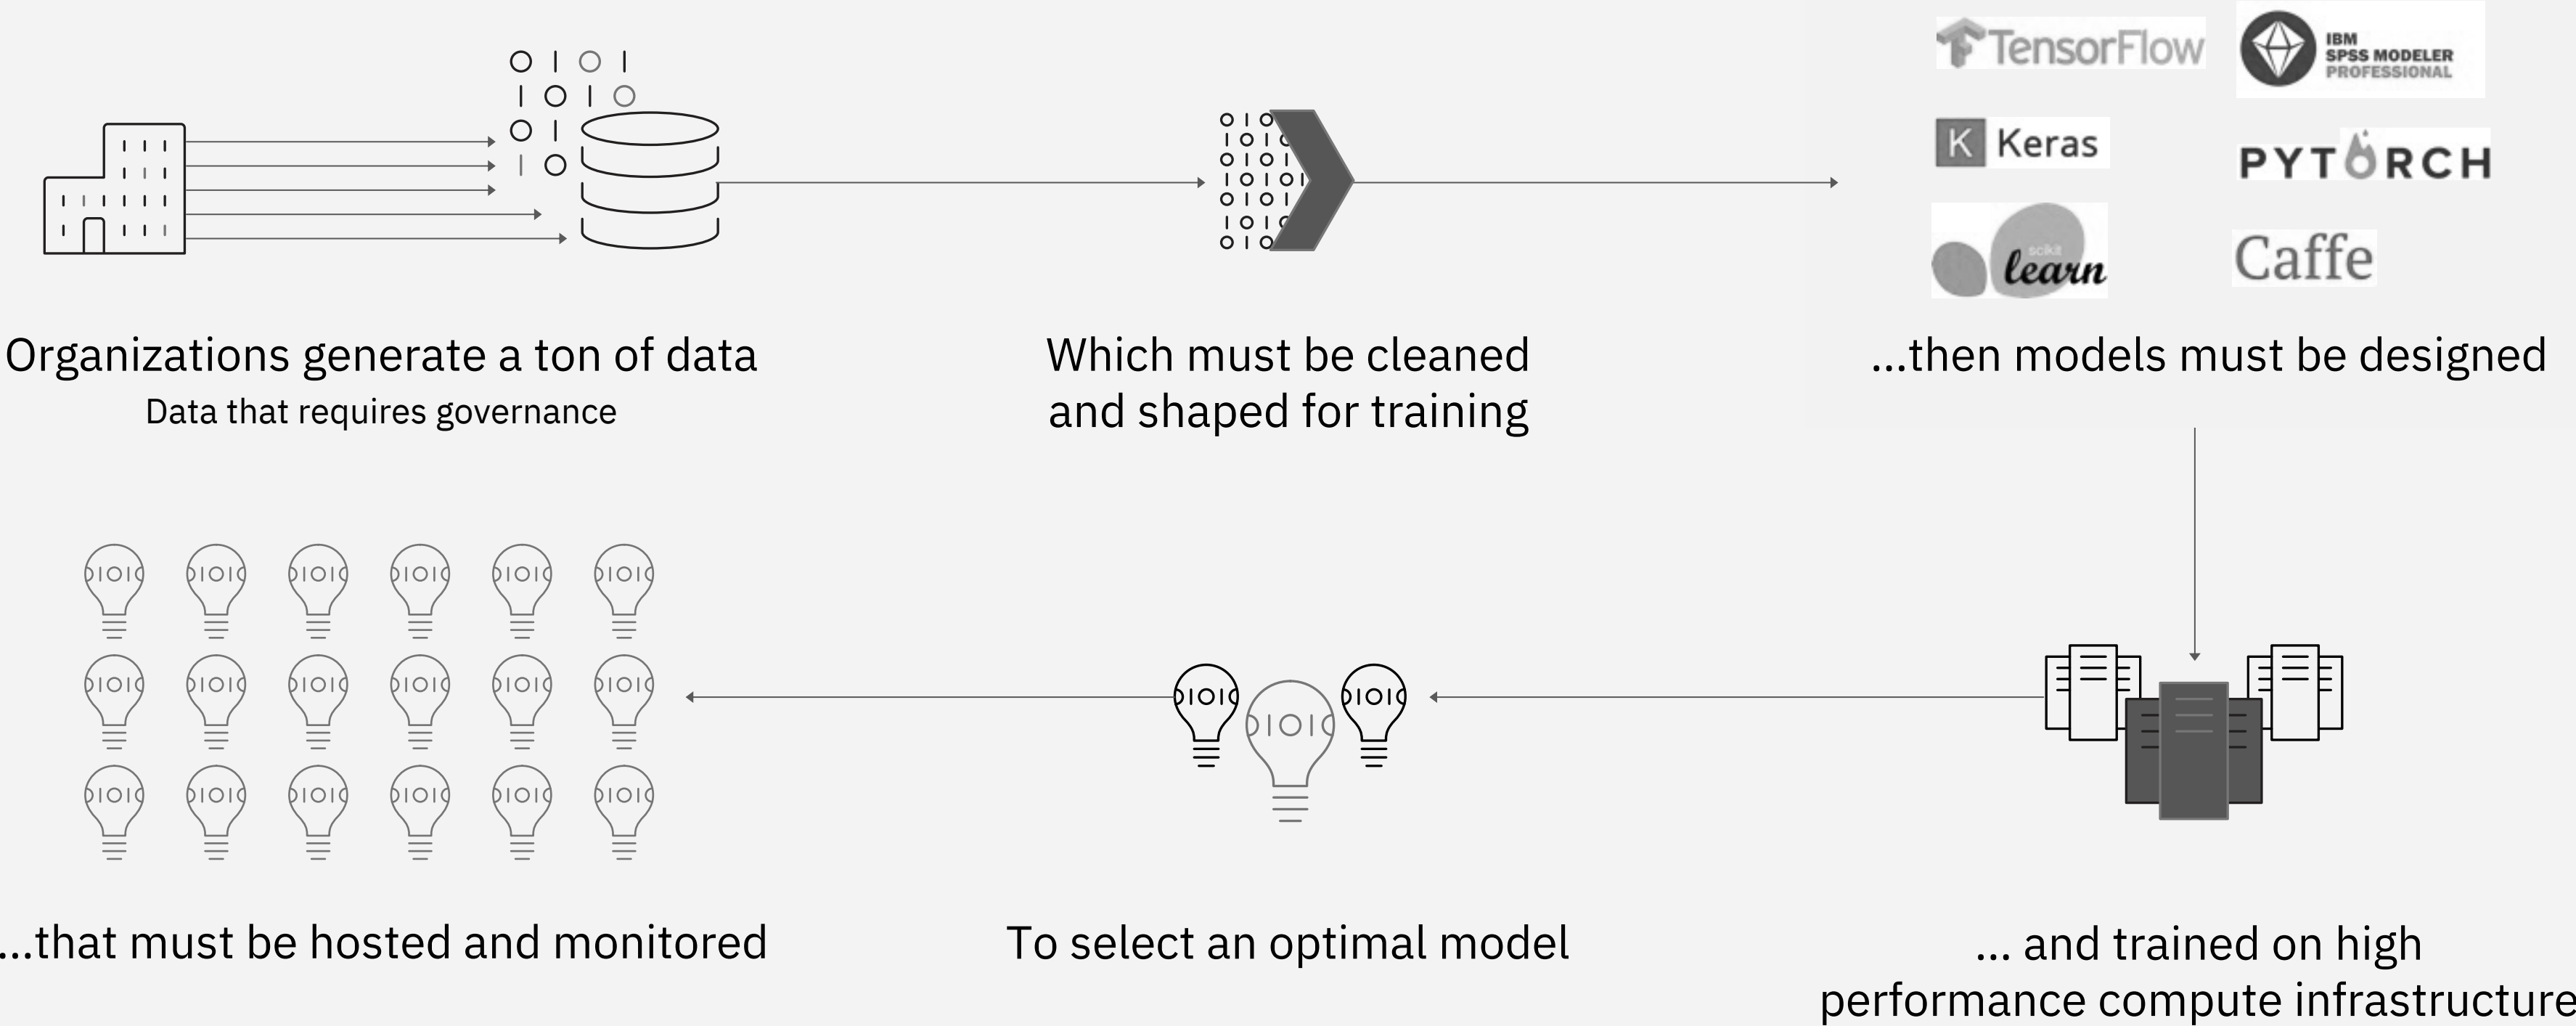 TensorFlow
IBM
SPSS MODELER
PROFESSIONAL
K Keras
PYTORCH
scikit
learn
Caffe
Organizations generate a ton of data
Data that requires governance
Which must be cleaned
and shaped for training
...then models must be designed
...that must be hosted and monitored
To select an optimal model
... and trained on high
performance compute infrastructure